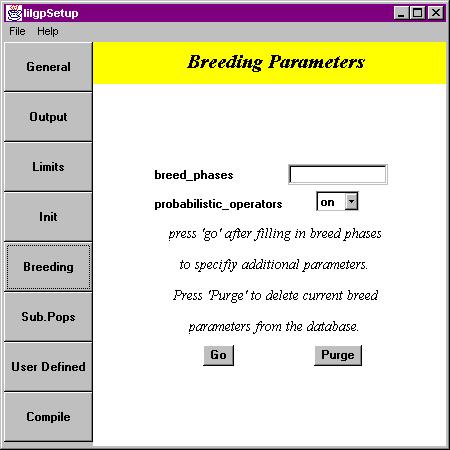 lilgpSetup
File Help
General
Output
Limits
Init
Breeding
Sub.Pops
User Defined
Compile
Breeding Parameters
breed_phases
probabilistic_operators on
press 'go' after filling in breed phases
to specifiy additional parameters.
Press 'Purge' to delete current breed
parameters from the database.
Go Purge